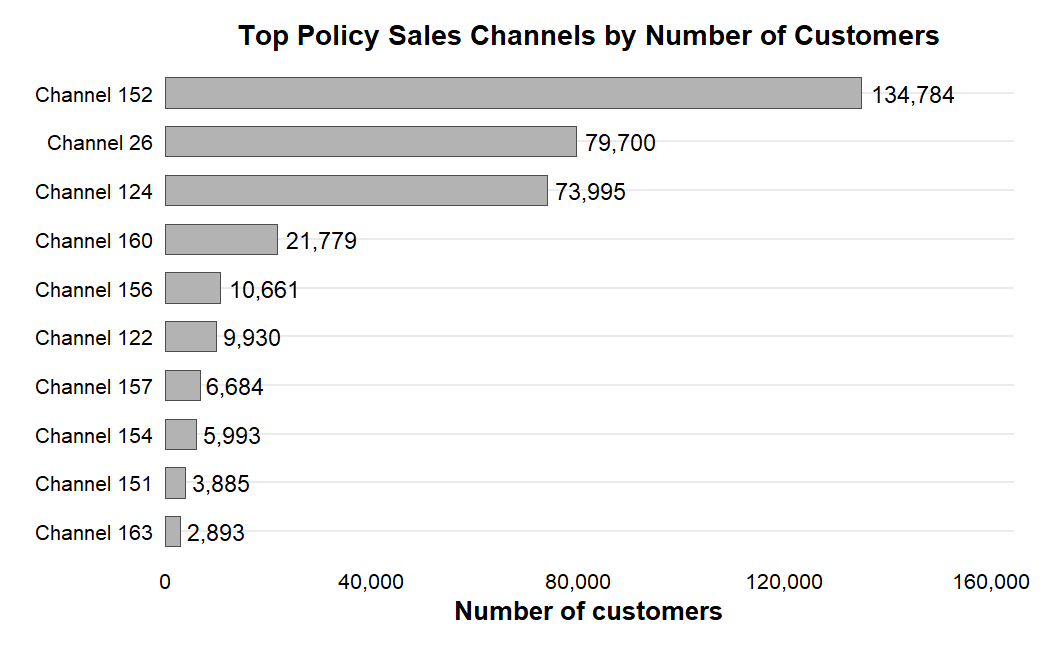 Top Policy Sales Channels by Number of Customers
Channel 152 134,784
Channel 26 79,700
Channel 124 73,995
Channel 160 21,779
Channel 156 10,661
Channel 122 9,930
Channel 157 6,684
Channel 154 5,993
Channel 151 3,885
Channel 163 2,893
0 40,000 80,000 120,000 160,000
Number of customers